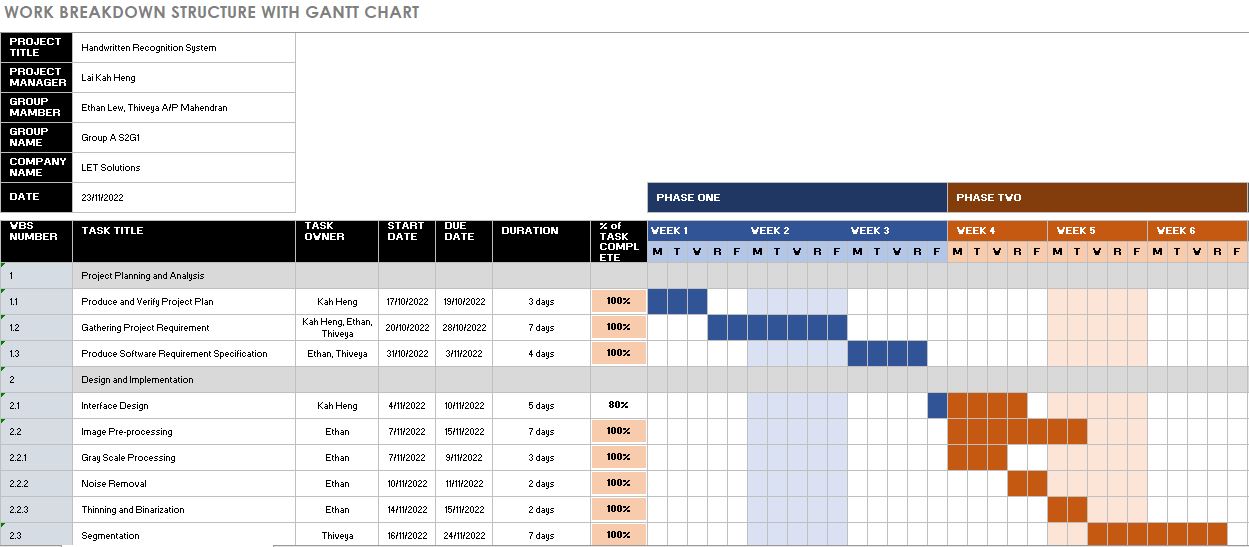 WORK BREAKDOWN STRUCTURE WITH GANTT CHART
PROJECT TITLE Handwritten Recognition System
PROJECT MANAGER Lai Kah Heng
GROUP MAMBER Ethan Lew, Thiveya A/P Mahendran
GROUP NAME Group A S2G1
COMPANY NAME LET Solutions
DATE 23/11/2022 PHASE ONE PHASE TWO
WBS NUMBER TASK TITLE TASK OWNER START DATE DUE DATE DURATION % of TASK COMPLETE WEEK 1 WEEK 2 WEEK 3 WEEK 4 WEEK 5 WEEK 6
M T W R F M T W R F M T W R F M T W R F M T W R F M T W R F
1 Project Planning and Analysis
1.1 Produce and Verify Project Plan Kah Heng 17/10/2022 19/10/2022 3 days 100%
1.2 Gathering Project Requirement Kah Heng, Ethan, Thiveya 20/10/2022 28/10/2022 7 days 100%
1.3 Produce Software Requirement Specification Ethan, Thiveya 31/10/2022 3/11/2022 4 days 100%
2 Design and Implementation
2.1 Interface Design Kah Heng 4/11/2022 10/11/2022 5 days 80%
2.2 Image Pre-processing Ethan 7/11/2022 15/11/2022 7 days 100%
2.2.1 Gray Scale Processing Ethan 7/11/2022 9/11/2022 3 days 100%
2.2.2 Noise Removal Ethan 10/11/2022 11/11/2022 2 days 100%
2.2.3 Thinning and Binarization Ethan 14/11/2022 15/11/2022 2 days 100%
2.3 Segmentation Thiveya 16/11/2022 24/11/2022 7 days 100%